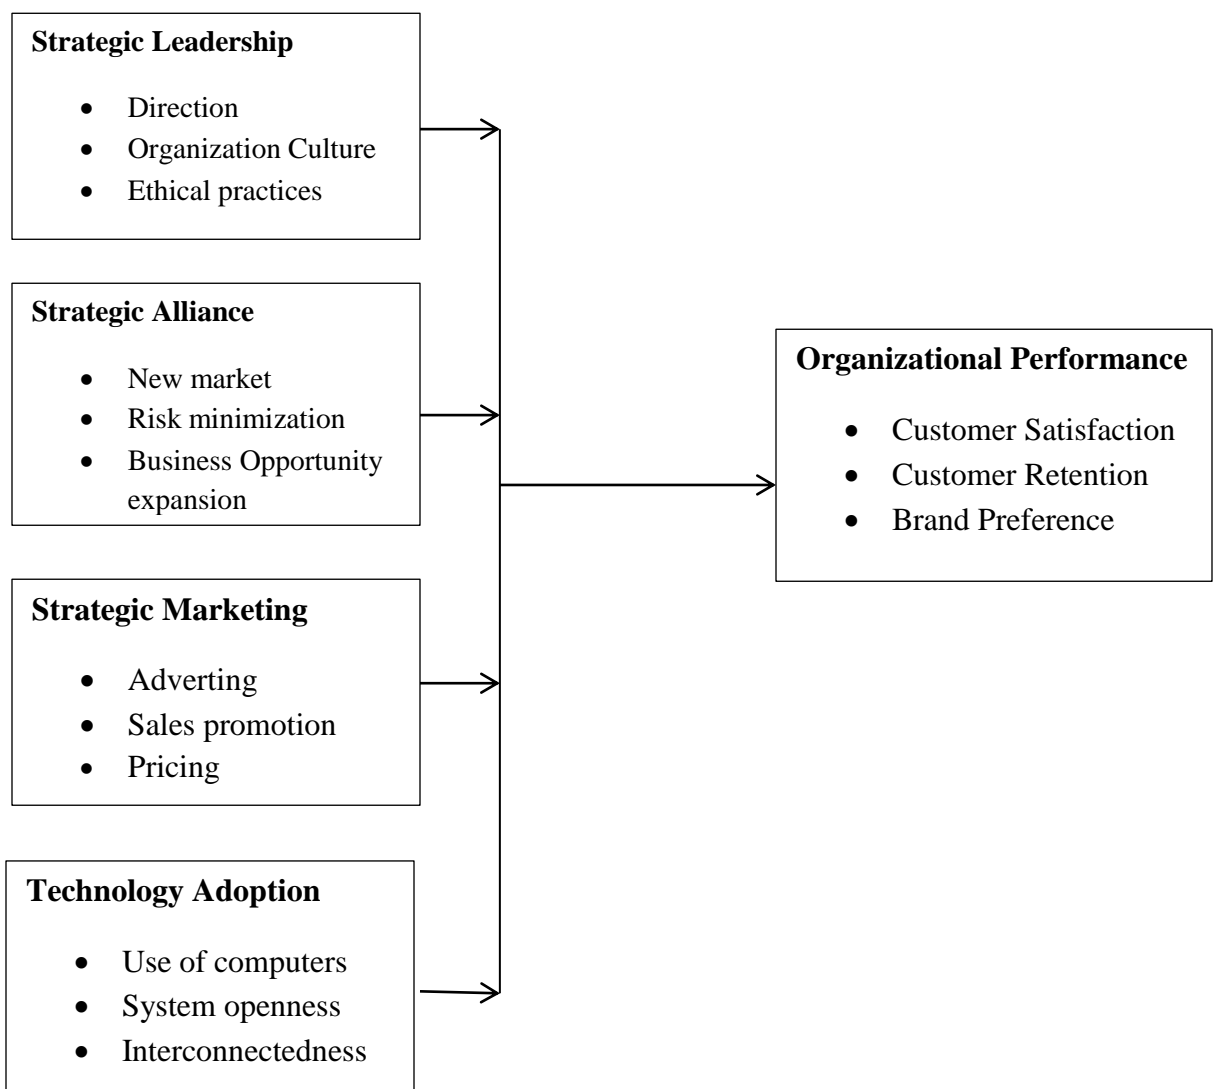 Strategic Leadership
• Direction
• Organization Culture
• Ethical practices
Strategic Alliance
• New market
• Risk minimization
• Business Opportunity
expansion
Strategic Marketing
• Adverting
• Sales promotion
• Pricing
Technology Adoption
• Use of computers
• System openness
• Interconnectedness
Organizational Performance
• Customer Satisfaction
• Customer Retention
• Brand Preference